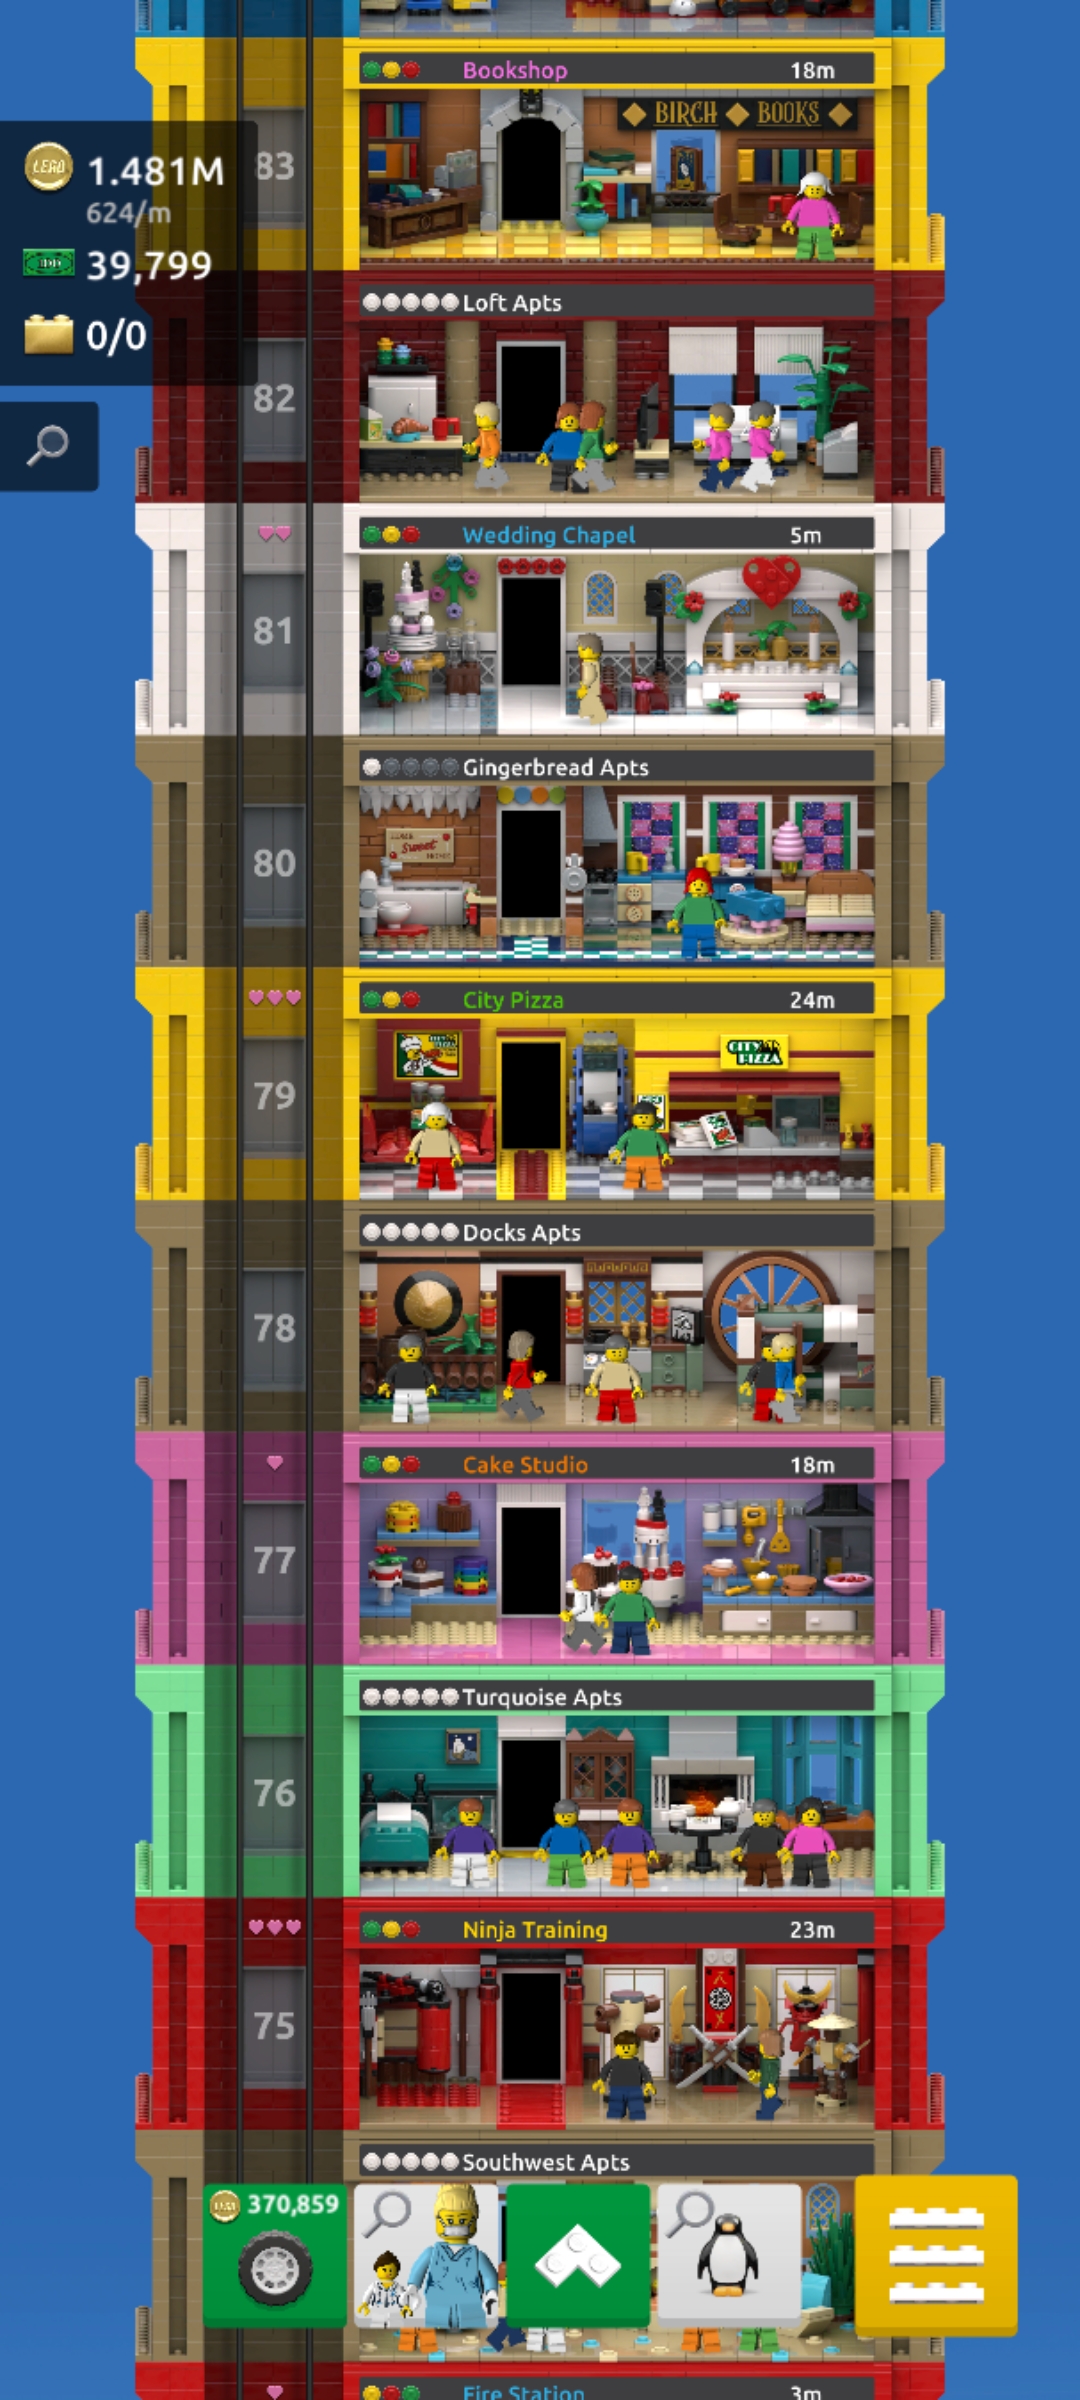 Bookshop 18m
BIRCH BOOKS
83
LEGO 1.481M
624/m
39,799
0/0
Loft Apts
82
Wedding Chapel 5m
81
Gingerbread Apts
Sweet
80
City Pizza 24m
CITY PIZZA
79
Docks Apts
78
Cake Studio 18m
77
Turquoise Apts
76
Ninja Training 23m
75
Southwest Apts
370,859
Fire Station 3m